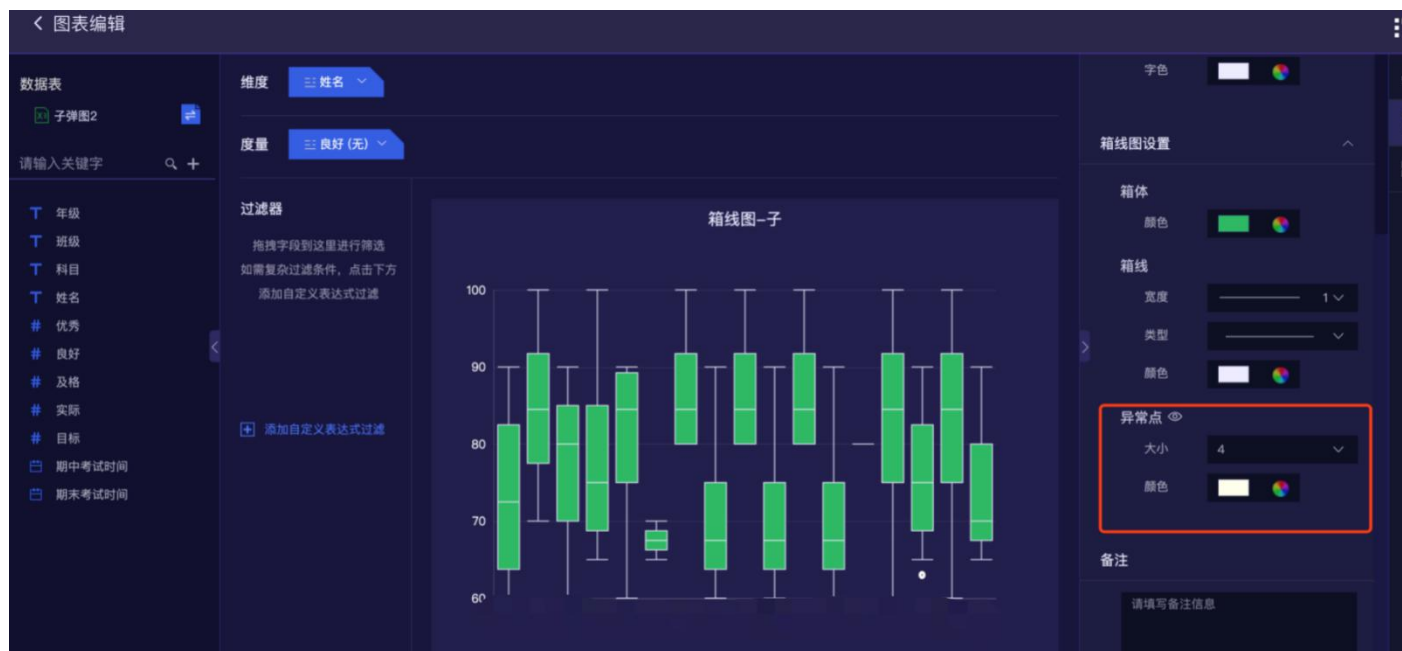 图表编辑
数据表
子弹图2
请输入关键字
年级
班级
科目
姓名
优秀
良好
及格
实际
目标
期中考试时间
期末考试时间
维度
姓名
度量
良好 (无)
过滤器
拖拽字段到这里进行筛选
如需复杂过滤条件，点击下方
添加自定义表达式过滤
添加自定义表达式过滤
箱线图-子
100
90
80
70
60
字色
箱线图设置
箱体
颜色
箱线
宽度 1
类型
颜色
异常点
大小 4
颜色
备注
请填写备注信息